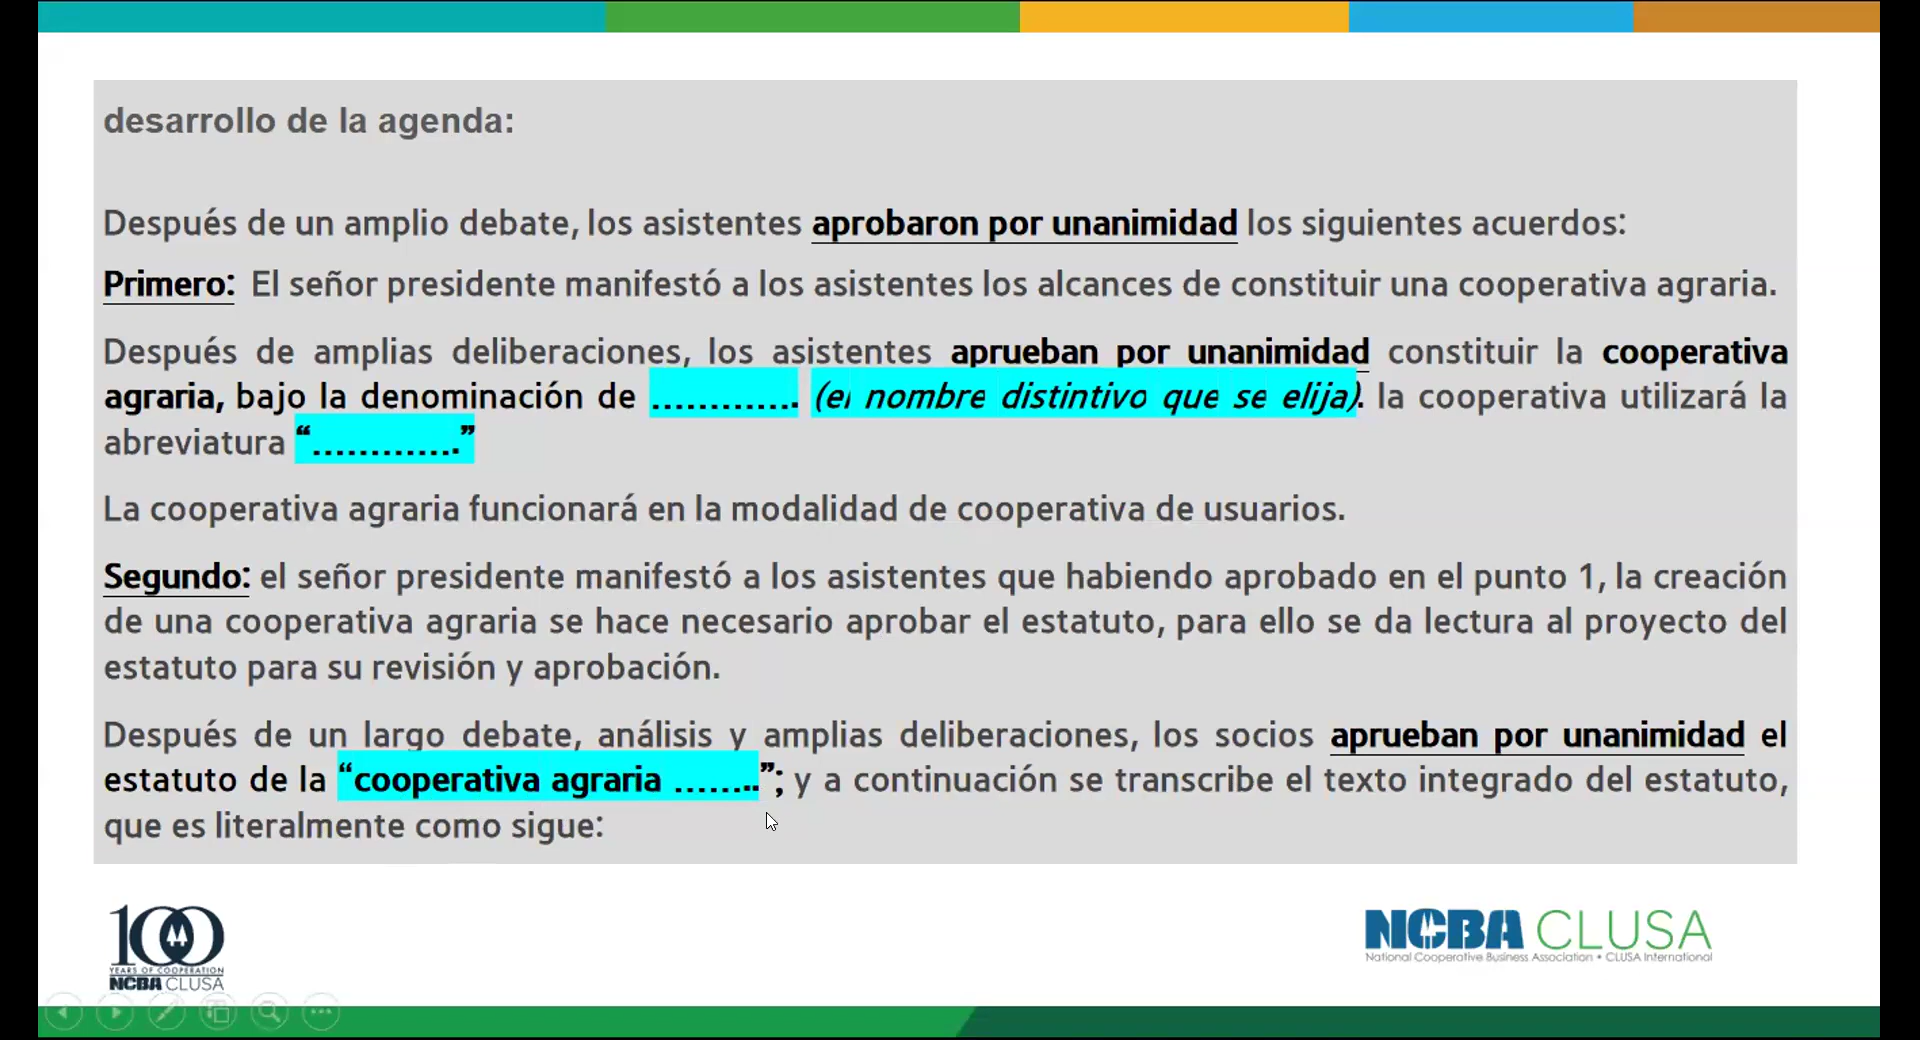 desarrollo de la agenda:
Después de un amplio debate, los asistentes aprobaron por unanimidad los siguientes acuerdos:
Primero: El señor presidente manifestó a los asistentes los alcances de constituir una cooperativa agraria.
Después de amplias deliberaciones, los asistentes aprueban por unanimidad constituir la cooperativa
agraria, bajo la denominación de ............. (el nombre distintivo que se elija). la cooperativa utilizará la
abreviatura “.............”
La cooperativa agraria funcionará en la modalidad de cooperativa de usuarios.
Segundo: el señor presidente manifestó a los asistentes que habiendo aprobado en el punto 1, la creación
de una cooperativa agraria se hace necesario aprobar el estatuto, para ello se da lectura al proyecto del
estatuto para su revisión y aprobación.
Después de un largo debate, análisis y amplias deliberaciones, los socios aprueban por unanimidad el
estatuto de la “cooperativa agraria ........”; y a continuación se transcribe el texto integrado del estatuto,
que es literalmente como sigue:
100
YEARS OF COOPERATION
NCBA CLUSA
NCBA CLUSA
National Cooperative Business Association • CLUSA International